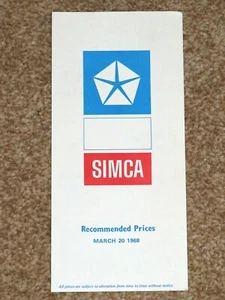 SIMCA
Recommended Prices
MARCH 20 1968
All prices are subject to alteration from time to time without notice